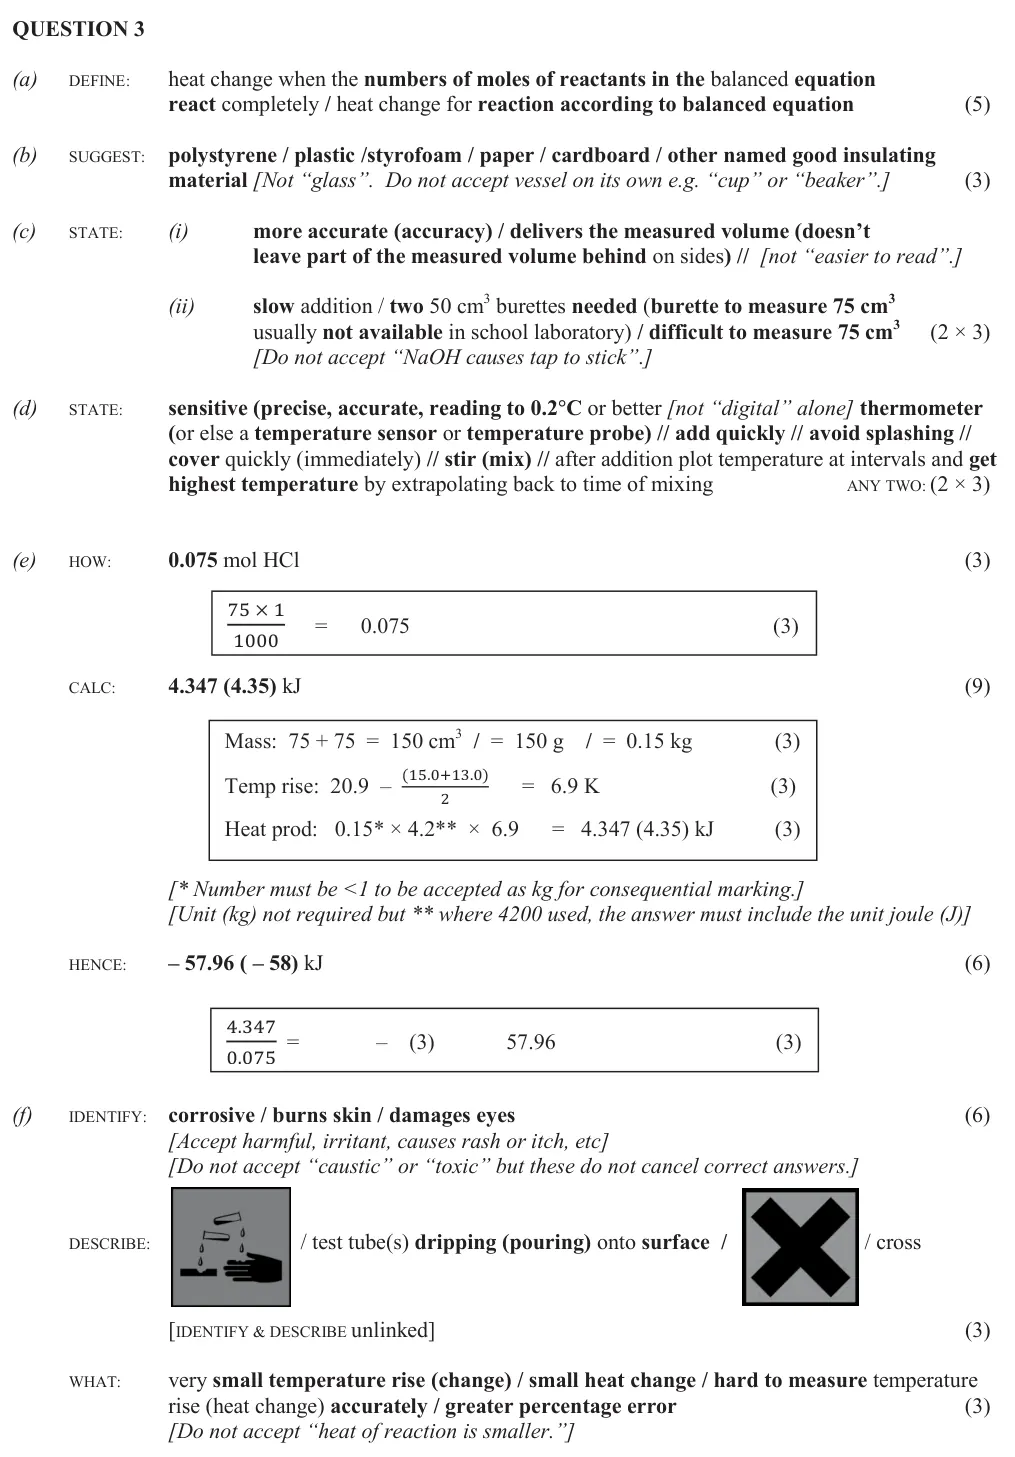 QUESTION 3
(a) DEFINE: heat change when the numbers of moles of reactants in the balanced equation
react completely / heat change for reaction according to balanced equation (5)
(b) SUGGEST: polystyrene / plastic /styrofoam / paper / cardboard / other named good insulating
material [Not “glass”. Do not accept vessel on its own e.g. “cup” or “beaker”.] (3)
(c) STATE: (i) more accurate (accuracy) / delivers the measured volume (doesn’t
leave part of the measured volume behind on sides) // [not “easier to read”.]
(ii) slow addition / two 50 cm³ burettes needed (burette to measure 75 cm³
usually not available in school laboratory) / difficult to measure 75 cm³ (2 × 3)
[Do not accept “NaOH causes tap to stick”.]
(d) STATE: sensitive (precise, accurate, reading to 0.2°C or better [not “digital” alone] thermometer
(or else a temperature sensor or temperature probe) // add quickly // avoid splashing //
cover quickly (immediately) // stir (mix) // after addition plot temperature at intervals and get
highest temperature by extrapolating back to time of mixing ANY TWO: (2 × 3)
(e) HOW: 0.075 mol HCl (3)
75 × 1
1000 = 0.075 (3)
CALC: 4.347 (4.35) kJ (9)
Mass: 75 + 75 = 150 cm³ / = 150 g / = 0.15 kg (3)
Temp rise: 20.9 – (15.0+13.0)
2 = 6.9 K (3)
Heat prod: 0.15* × 4.2** × 6.9 = 4.347 (4.35) kJ (3)
[* Number must be <1 to be accepted as kg for consequential marking.]
[Unit (kg) not required but ** where 4200 used, the answer must include the unit joule (J)]
HENCE: – 57.96 ( – 58) kJ (6)
4.347
0.075 = – (3) 57.96 (3)
(f) IDENTIFY: corrosive / burns skin / damages eyes (6)
[Accept harmful, irritant, causes rash or itch, etc]
[Do not accept “caustic” or “toxic” but these do not cancel correct answers.]
DESCRIBE: / test tube(s) dripping (pouring) onto surface / / cross
[IDENTIFY & DESCRIBE unlinked] (3)
WHAT: very small temperature rise (change) / small heat change / hard to measure temperature
rise (heat change) accurately / greater percentage error (3)
[Do not accept “heat of reaction is smaller.”]